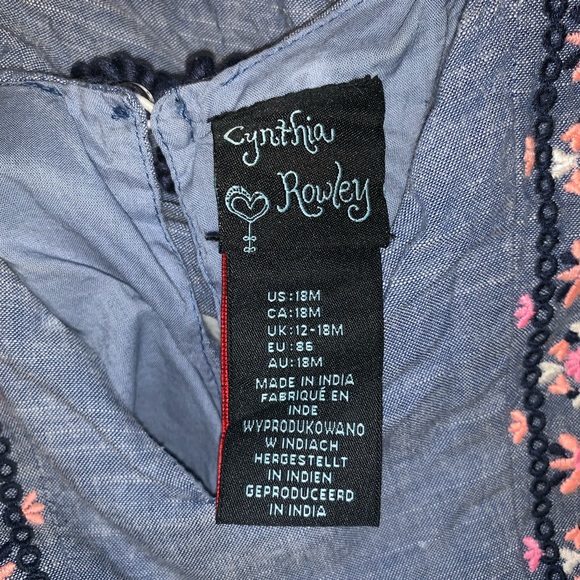 Cynthia
Rowley
US:18M
CA:18M
UK:12-18M
EU:86
AU:18M
MADE IN INDIA
FABRIQUÉ EN
INDE
WYPRODUKOWANO
W INDIACH
HERGESTELLT
IN INDIEN
GEPRODUCEERD
IN INDIA